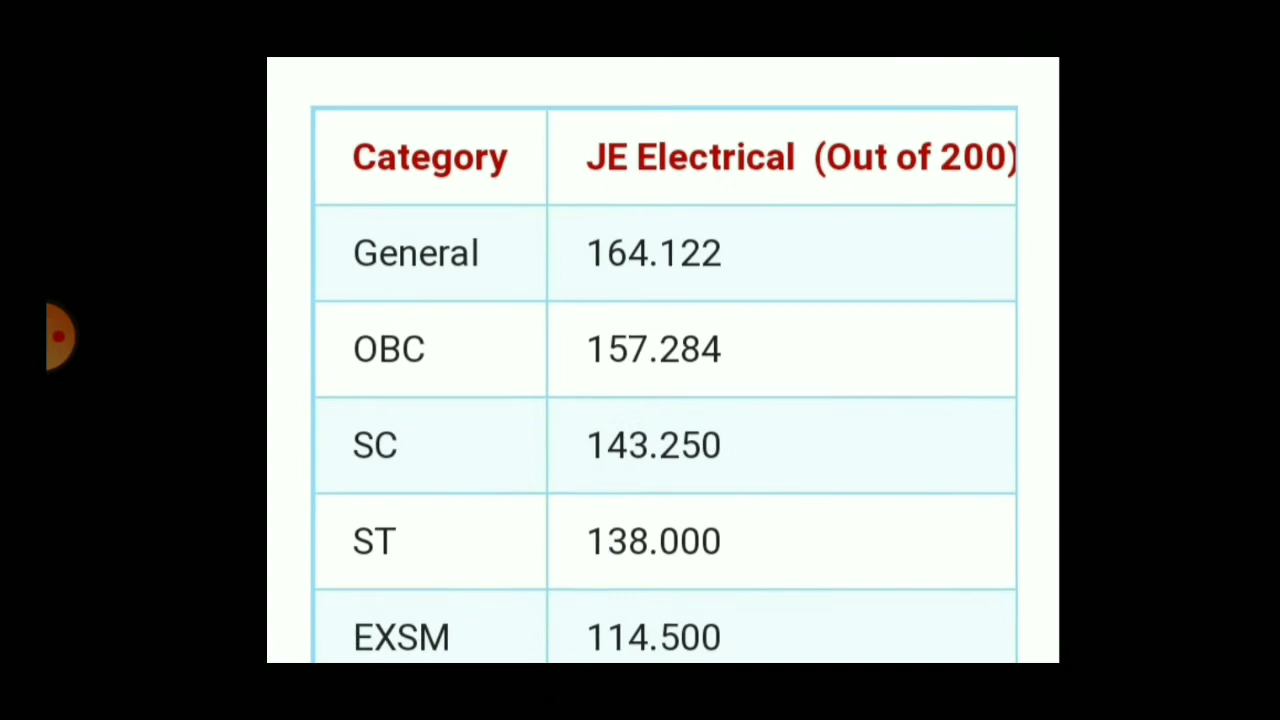 Category JE Electrical (Out of 200)
General 164.122
OBC 157.284
SC 143.250
ST 138.000
EXSM 114.500